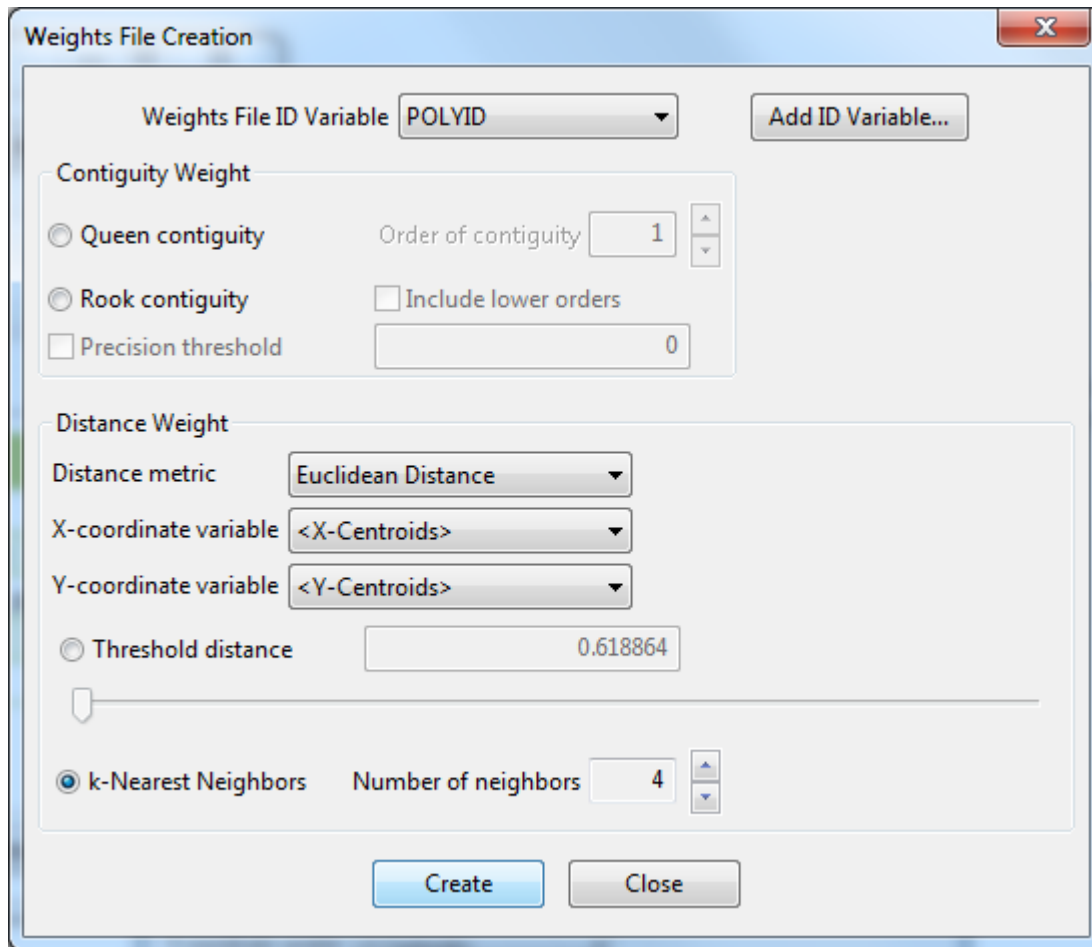 Weights File Creation
Weights File ID Variable POLYID Add ID Variable...
Contiguity Weight
Queen contiguity Order of contiguity 1
Rook contiguity Include lower orders
Precision threshold 0
Distance Weight
Distance metric Euclidean Distance
X-coordinate variable <X-Centroids>
Y-coordinate variable <Y-Centroids>
Threshold distance 0.618864
k-Nearest Neighbors Number of neighbors 4
Create Close